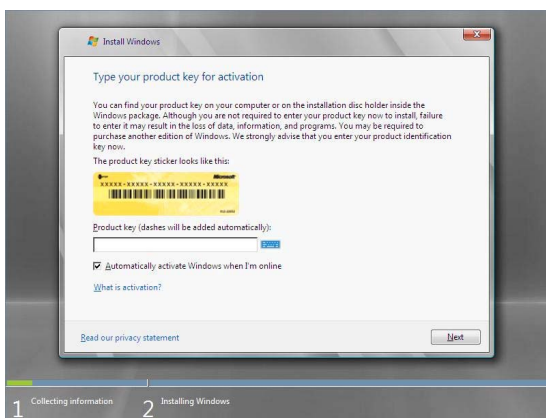 Install Windows
Type your product key for activation
You can find your product key on your computer or on the installation disc holder inside the
Windows package. Although you are not required to enter your product key now to install, failure
to enter it may result in the loss of data, information, and programs. You may be required to
purchase another edition of Windows. We strongly advise that you enter your product identification
key now.
The product key sticker looks like this:
Microsoft
XXXXX-XXXXX-XXXXX-XXXXX-XXXXX
Product key (dashes will be added automatically):
Automatically activate Windows when I'm online
What is activation?
Read our privacy statement
Next
1 Collecting information 2 Installing Windows